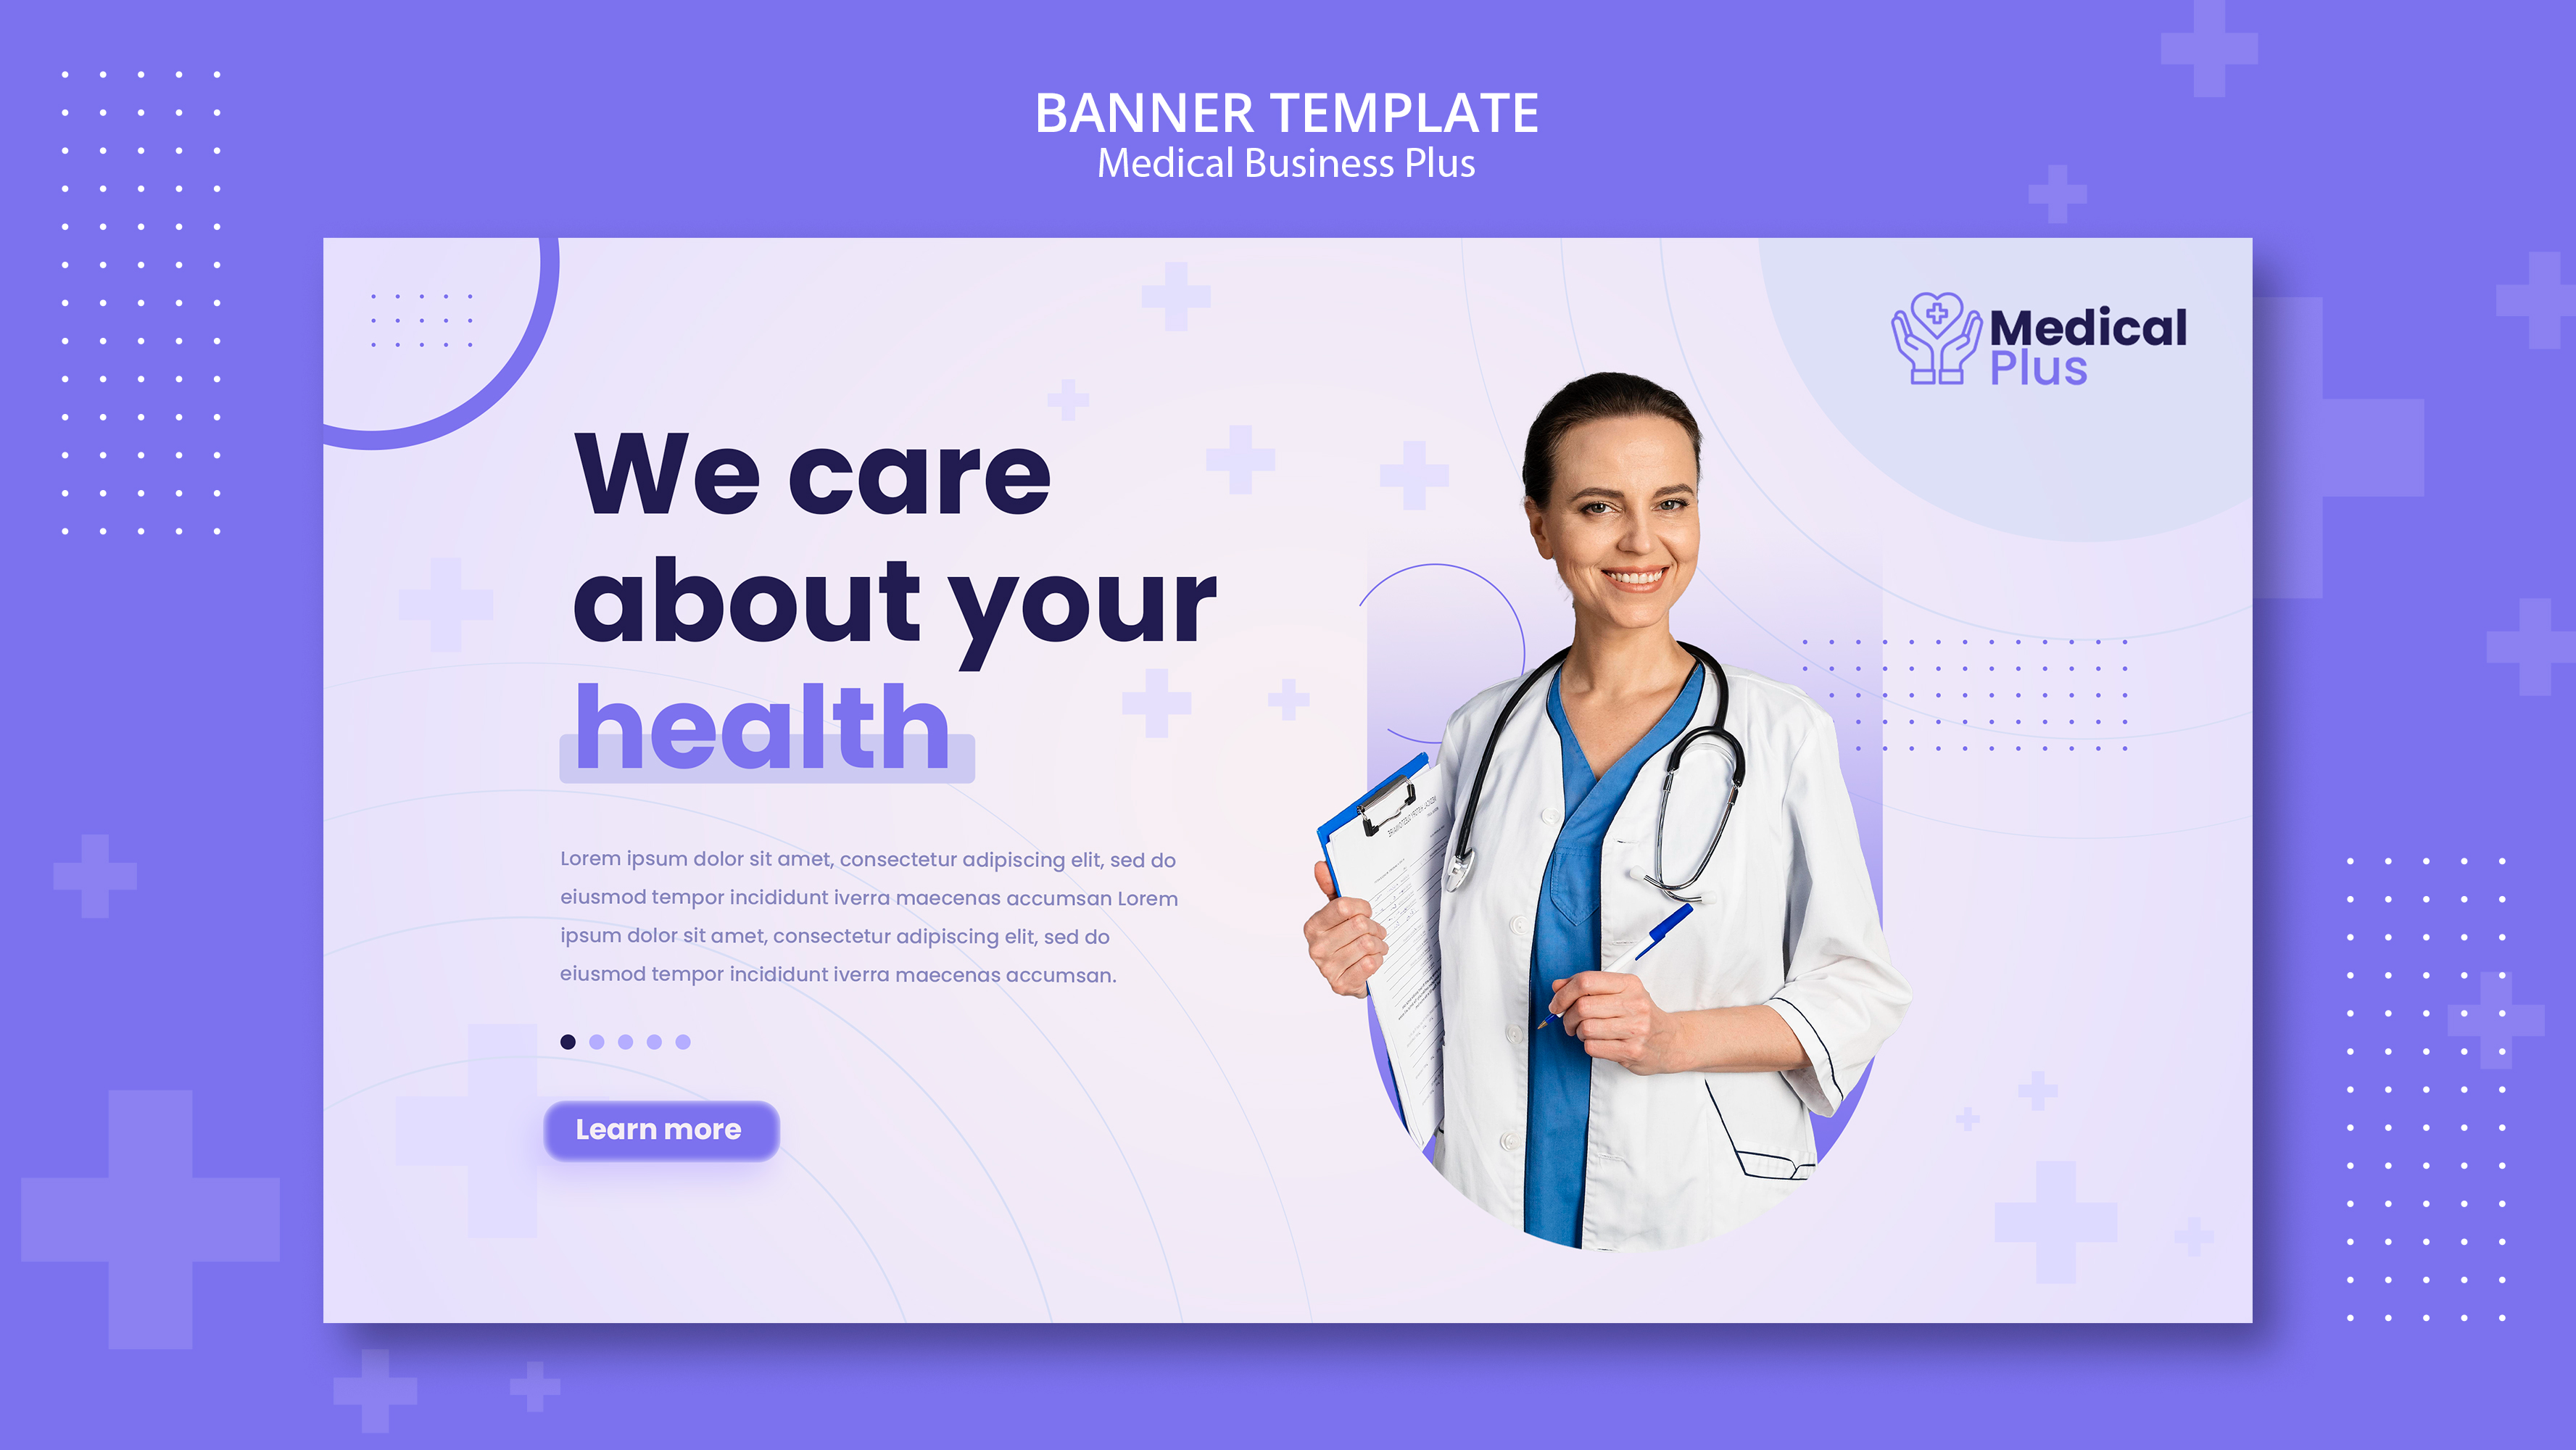 BANNER TEMPLATE
Medical Business Plus
Medical
Plus
We care
about your
health
Lorem ipsum dolor sit amet, consectetur adipiscing elit, sed do
eiusmod tempor incididunt iverra maecenas accumsan Lorem
ipsum dolor sit amet, consectetur adipiscing elit, sed do
eiusmod tempor incididunt iverra maecenas accumsan.
Learn more